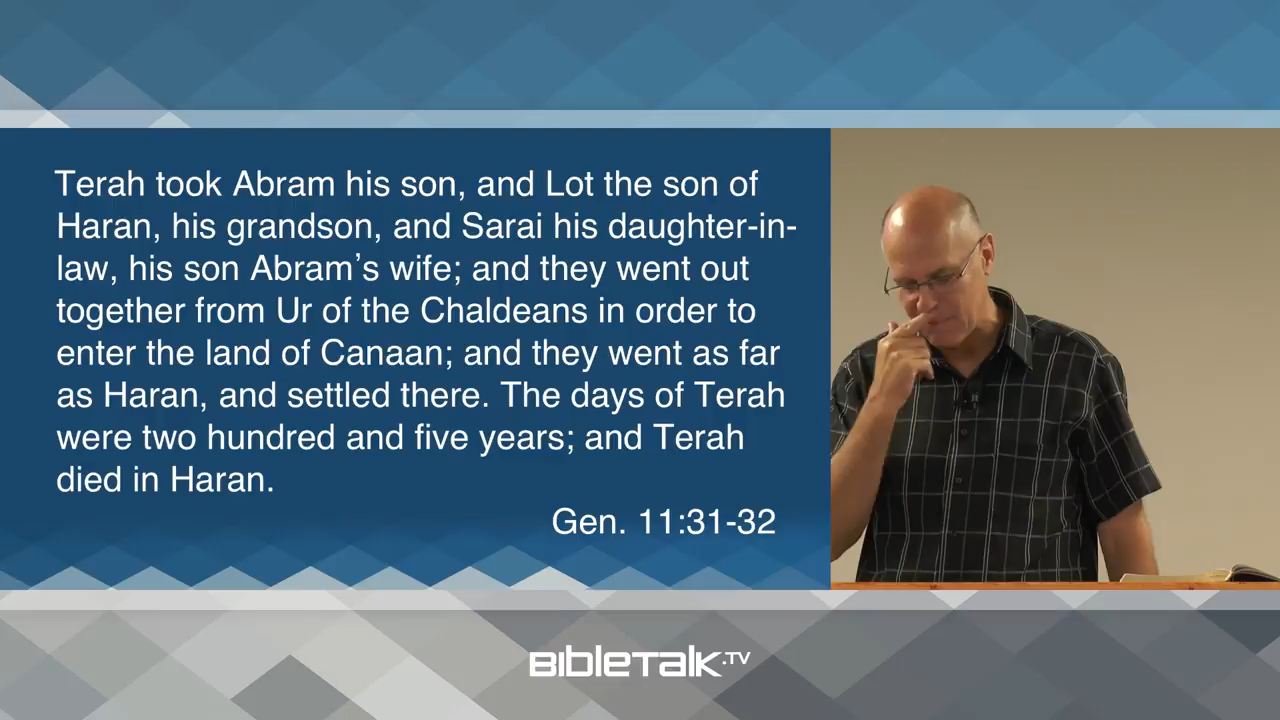 Terah took Abram his son, and Lot the son of
Haran, his grandson, and Sarai his daughter-in-
law, his son Abram’s wife; and they went out
together from Ur of the Chaldeans in order to
enter the land of Canaan; and they went as far
as Haran, and settled there. The days of Terah
were two hundred and five years; and Terah
died in Haran.
Gen. 11:31-32
BibleTalk.TV